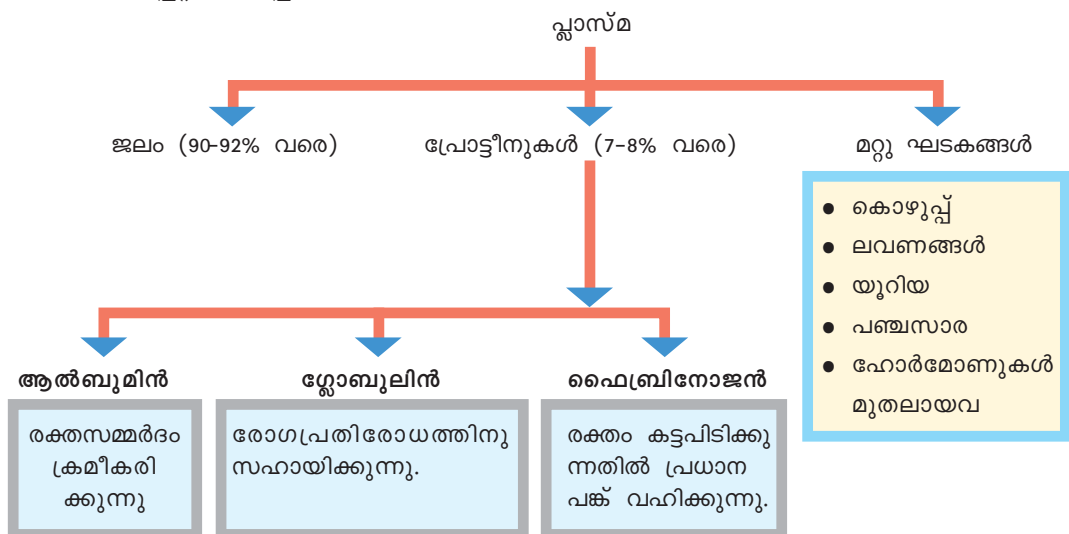 പ്ലാസ്മ
ജലം (90-92% വരെ)
പ്രോട്ടീനുകൾ (7-8% വരെ)
മറ്റു ഘടകങ്ങൾ
● കൊഴുപ്പ്
● ലവണങ്ങൾ
● യൂറിയ
● പഞ്ചസാര
● ഹോർമോണുകൾ
മുതലായവ
ആൽബുമിൻ
രക്തസമ്മർദം
ക്രമീകരി
ക്കുന്നു
ഗ്ലോബുലിൻ
രോഗപ്രതിരോധത്തിനു
സഹായിക്കുന്നു.
ഫൈബ്രിനോജൻ
രക്തം കട്ടപിടിക്കു
ന്നതിൽ പ്രധാന
പങ്ക് വഹിക്കുന്നു.